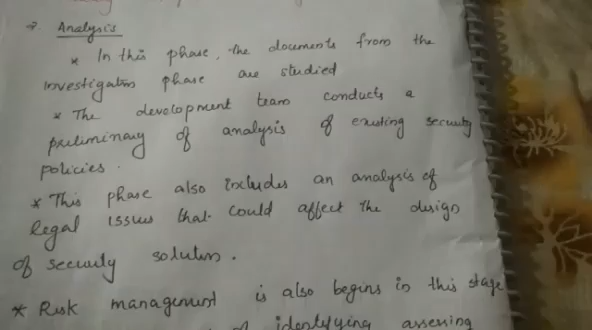 → Analysis
* In this phase, the documents from the
investigation phase are studied
* The development team conducts a
preliminary of analysis of existing security
policies.
* This phase also includes an analysis of
legal issues that could affect the design
of security solution.
* Risk management is also begins in this stage
of identifying assessing